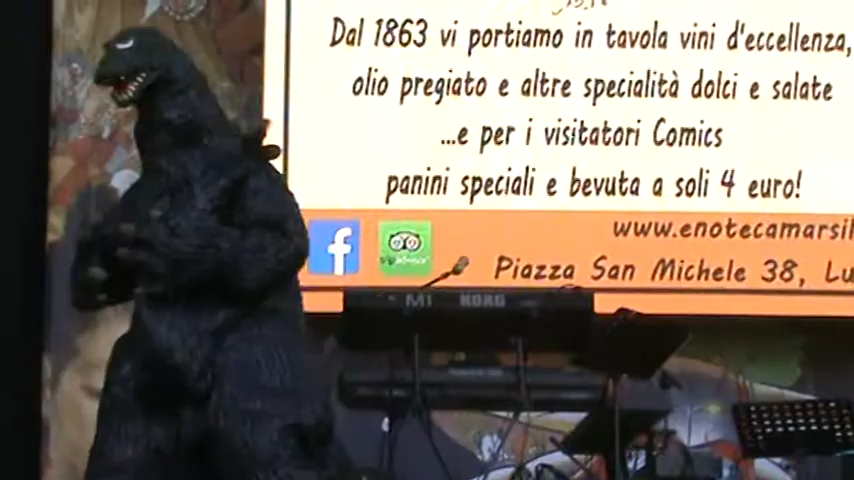 Dal 1863 vi portiamo in tavola vini d'eccellenza,
olio pregiato e altre specialità dolci e salate
...e per i visitatori Comics
panini speciali e bevuta a soli 4 euro!
www.enotecamarsil
f
Piazza San Michele 38, Lu
KORG